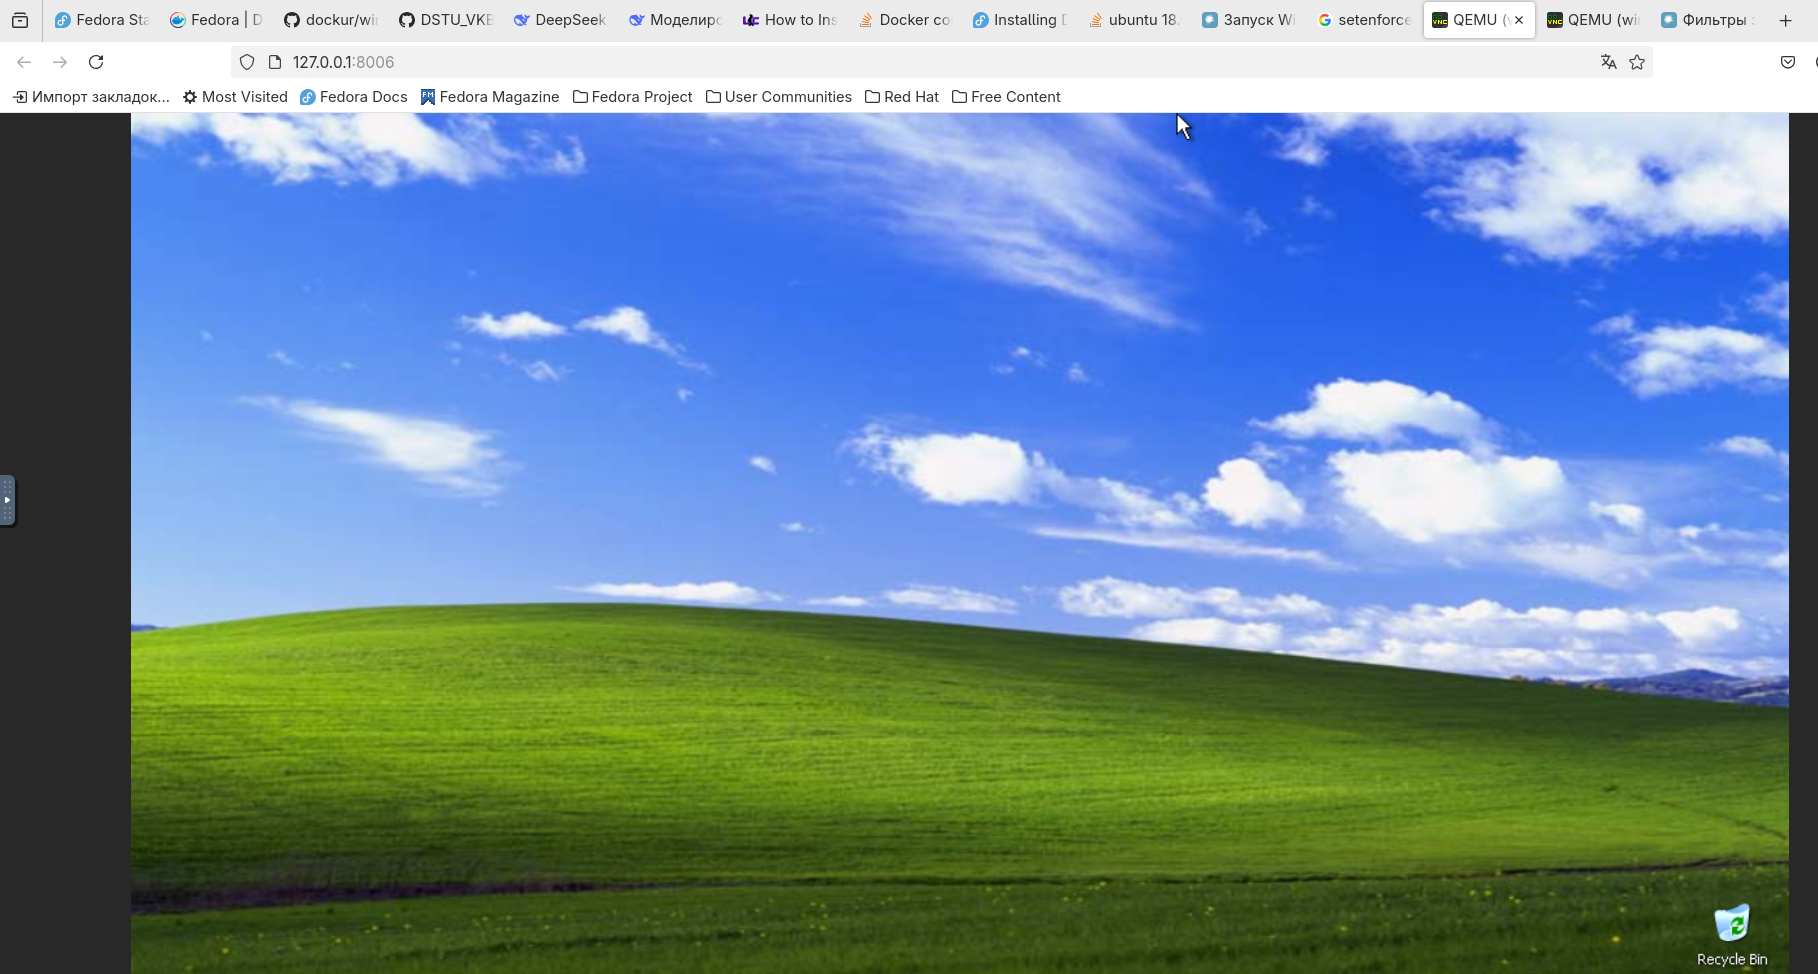 Fedora Sta
Fedora | D
dockur/wi
DSTU_VKE
DeepSeek
Моделиро
How to Ins
Docker co
Installing D
ubuntu 18.
Запуск Wi
setenforce
QEMU (w
QEMU (wi
Фильтры
127.0.0.1:8006
Импорт закладок...
Most Visited
Fedora Docs
Fedora Magazine
Fedora Project
User Communities
Red Hat
Free Content
Recycle Bin